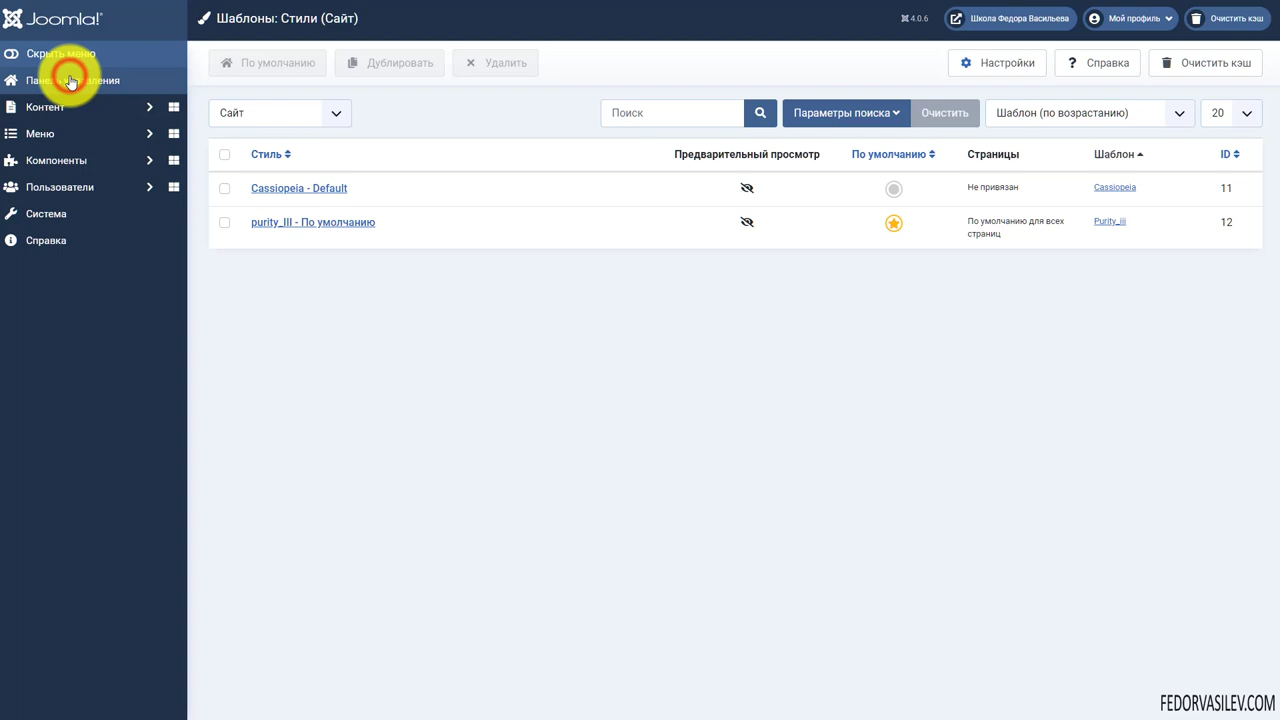 Joomla!®
Шаблоны: Стили (Сайт)
4.0.6
Школа Федора Васильева
Мой профиль
Очистить кэш
Скрыть меню
Контент
Меню
Компоненты
Пользователи
Система
Справка
По умолчанию
Дублировать
Удалить
Настройки
Справка
Очистить кэш
Сайт
Поиск
Параметры поиска
Очистить
Шаблон (по возрастанию)
20
Стиль
Предварительный просмотр
По умолчанию
Страницы
Шаблон
ID
Cassiopeia - Default
Не привязан
Cassiopeia
11
purity_III - По умолчанию
По умолчанию для всех
страниц
Purity_iii
12
FEDORVASILEV.COM